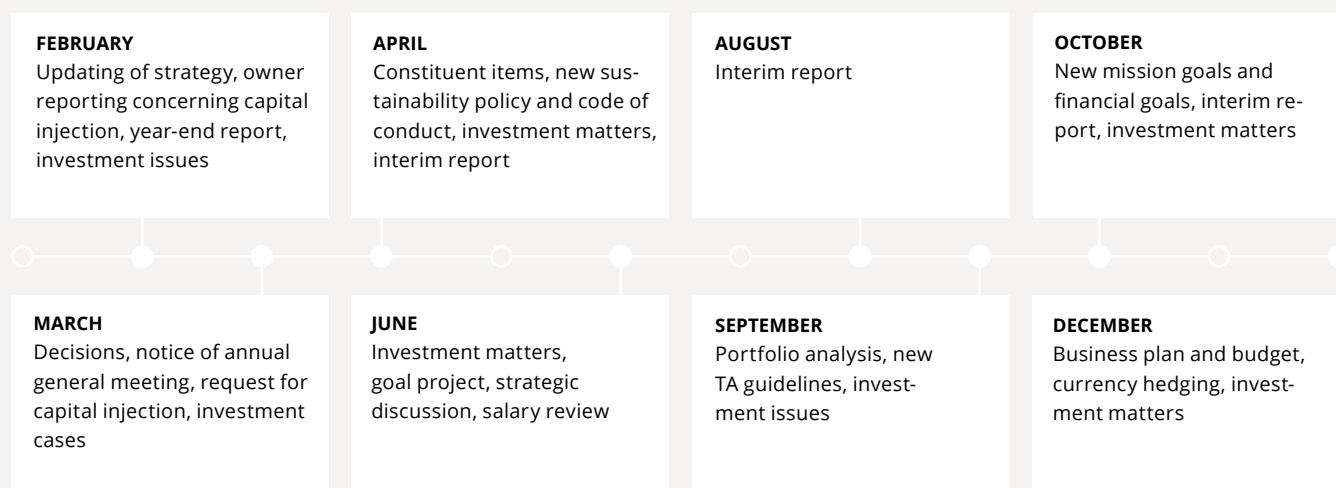 FEBRUARY
Updating of strategy, owner
reporting concerning capital
injection, year-end report,
investment issues
APRIL
Constituent items, new sus-
tainability policy and code of
conduct, investment matters,
interim report
AUGUST
Interim report
OCTOBER
New mission goals and
financial goals, interim re-
port, investment matters
MARCH
Decisions, notice of annual
general meeting, request for
capital injection, investment
cases
JUNE
Investment matters,
goal project, strategic
discussion, salary review
SEPTEMBER
Portfolio analysis, new
TA guidelines, invest-
ment issues
DECEMBER
Business plan and budget,
currency hedging, invest-
ment matters